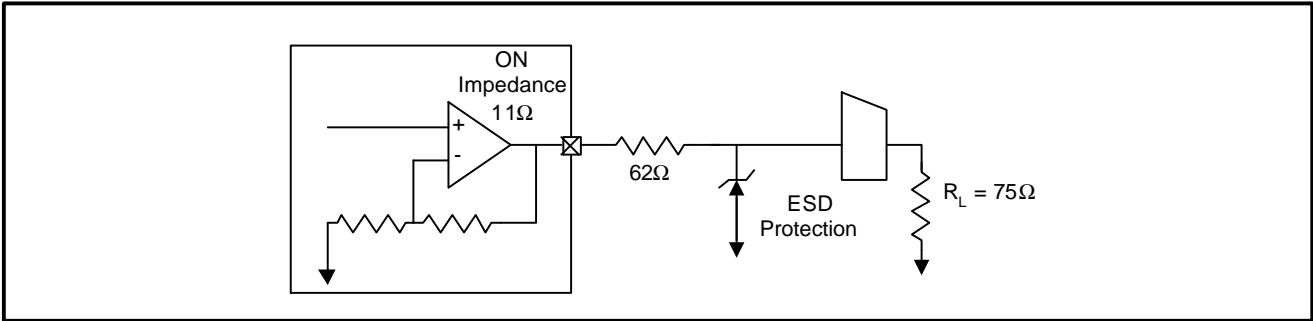 ON
Impedance
11Ω
+
-
62Ω
ESD
Protection
R_L = 75Ω